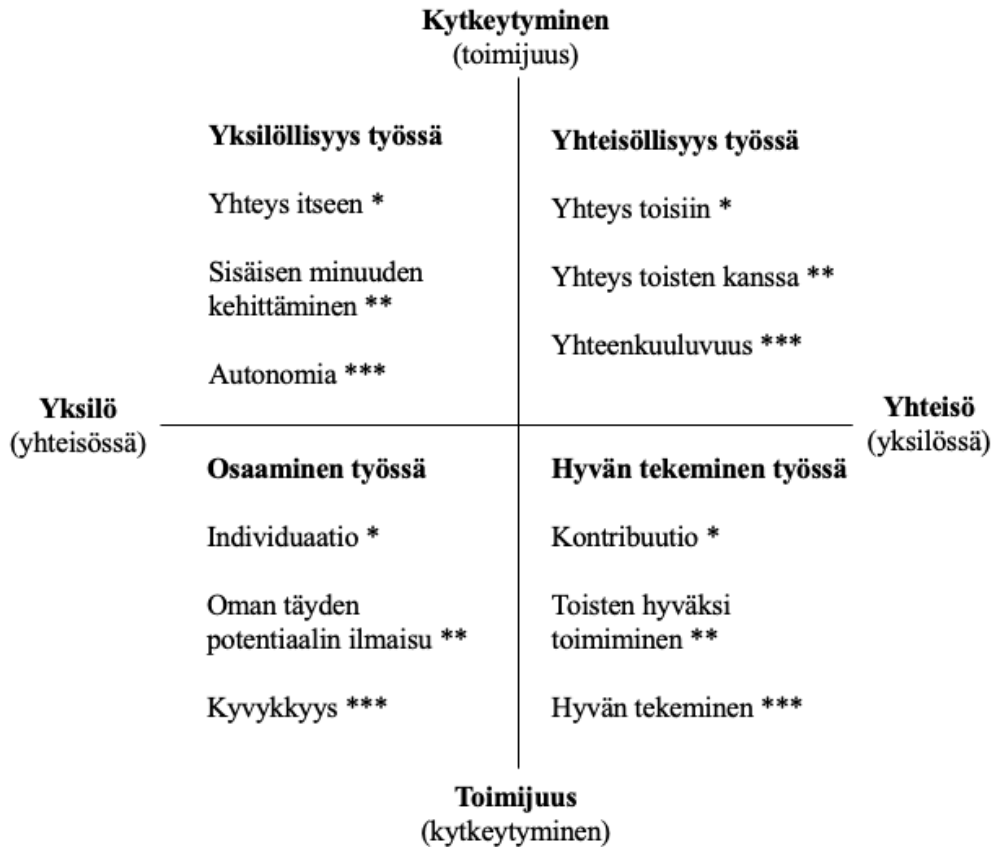 Kytkeytyminen
(toimijuus)
Yksilöllisyys työssä
Yhteys itseen *
Sisäisen minuuden
kehittäminen **
Autonomia ***
Yhteisöllisyys työssä
Yhteys toisiin *
Yhteys toisten kanssa **
Yhteenkuuluvuus ***
Yksilö
(yhteisössä)
Yhteisö
(yksilössä)
Osaaminen työssä
Individuaatio *
Oman täyden
potentiaalin ilmaisu **
Kyvykkyys ***
Hyvän tekeminen työssä
Kontribuutio *
Toisten hyväksi
toimiminen **
Hyvän tekeminen ***
Toimijuus
(kytkeytyminen)